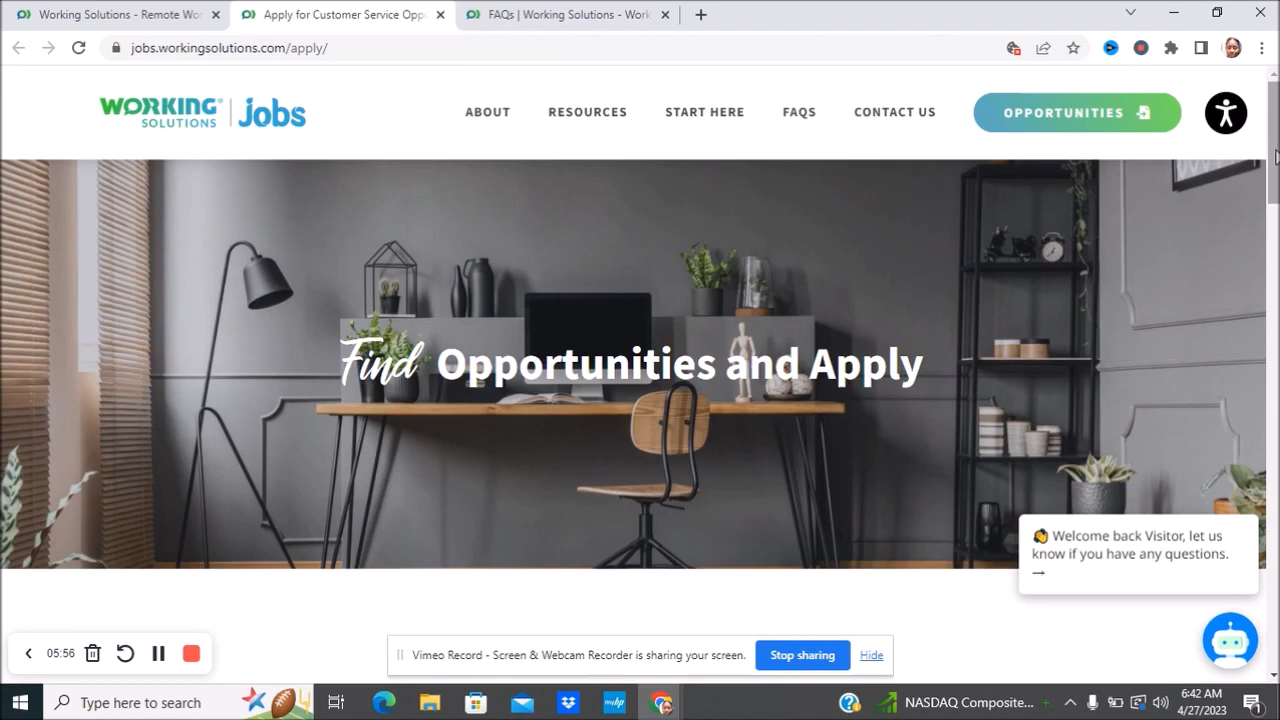 Working Solutions - Remote Wo
Apply for Customer Service Oppo
FAQs | Working Solutions - Work
jobs.workingsolutions.com/apply/
WORKING SOLUTIONS | jobs
ABOUT
RESOURCES
START HERE
FAQS
CONTACT US
OPPORTUNITIES
Find Opportunities and Apply
Welcome back Visitor, let us
know if you have any questions.
→
05:56
Vimeo Record - Screen & Webcam Recorder is sharing your screen.
Stop sharing
Hide
Type here to search
myhp
NASDAQ Composite...
6:42 AM
4/27/2023
1